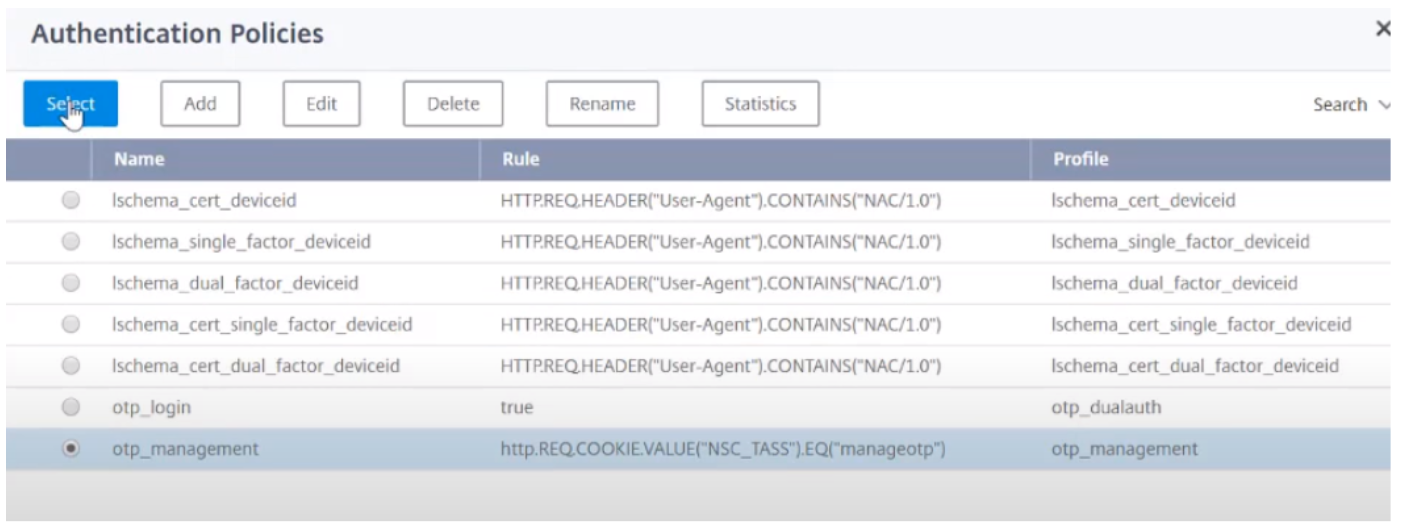 Authentication Policies
Select Add Edit Delete Rename Statistics Search
Name Rule Profile
lschema_cert_deviceid HTTP.REQ.HEADER("User-Agent").CONTAINS("NAC/1.0") lschema_cert_deviceid
lschema_single_factor_deviceid HTTP.REQ.HEADER("User-Agent").CONTAINS("NAC/1.0") lschema_single_factor_deviceid
lschema_dual_factor_deviceid HTTP.REQ.HEADER("User-Agent").CONTAINS("NAC/1.0") lschema_dual_factor_deviceid
lschema_cert_single_factor_deviceid HTTP.REQ.HEADER("User-Agent").CONTAINS("NAC/1.0") lschema_cert_single_factor_deviceid
lschema_cert_dual_factor_deviceid HTTP.REQ.HEADER("User-Agent").CONTAINS("NAC/1.0") lschema_cert_dual_factor_deviceid
otp_login true otp_dualauth
otp_management http.REQ.COOKIE.VALUE("NSC_TASS").EQ("manageotp") otp_management